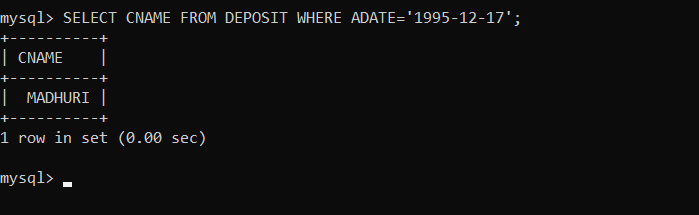 mysql> SELECT CNAME FROM DEPOSIT WHERE ADATE='1995-12-17';
+----------+
| CNAME    |
+----------+
|  MADHURI |
+----------+
1 row in set (0.00 sec)

mysql>